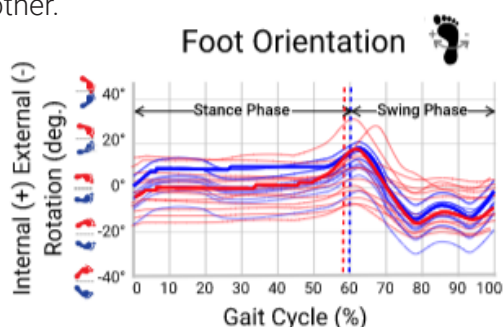 other.
Foot Orientation
Internal (+) External (-)
Rotation (deg.)
40°
20°
0°
-20°
-40°
Stance Phase
Swing Phase
0 10 20 30 40 50 60 70 80 90 100
Gait Cycle (%)